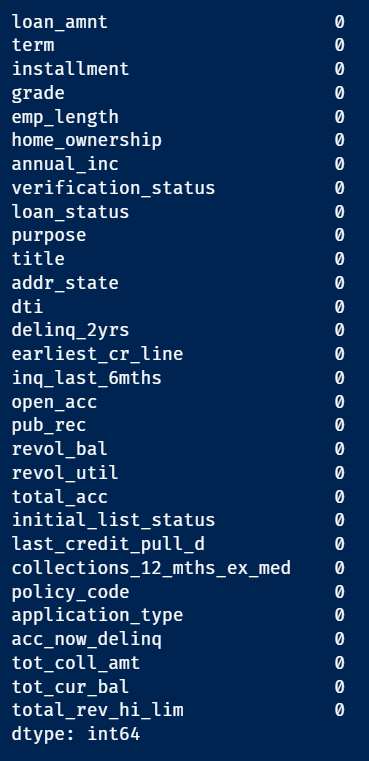 loan_amnt 0
term 0
installment 0
grade 0
emp_length 0
home_ownership 0
annual_inc 0
verification_status 0
loan_status 0
purpose 0
title 0
addr_state 0
dti 0
delinq_2yrs 0
earliest_cr_line 0
inq_last_6mths 0
open_acc 0
pub_rec 0
revol_bal 0
revol_util 0
total_acc 0
initial_list_status 0
last_credit_pull_d 0
collections_12_mths_ex_med 0
policy_code 0
application_type 0
acc_now_delinq 0
tot_coll_amt 0
tot_cur_bal 0
total_rev_hi_lim 0
dtype: int64